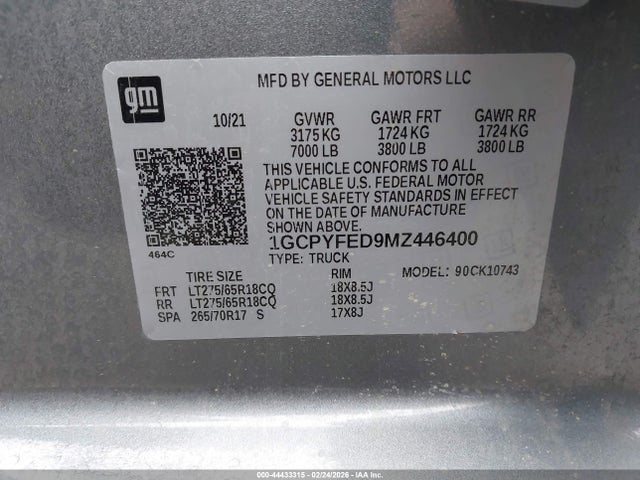 gm
MFD BY GENERAL MOTORS LLC
10/21 GVWR GAWR FRT GAWR RR
3175 KG 1724 KG 1724 KG
7000 LB 3800 LB 3800 LB
THIS VEHICLE CONFORMS TO ALL
APPLICABLE U.S. FEDERAL MOTOR
VEHICLE SAFETY STANDARDS IN EFFECT
ON THE DATE OF MANUFACTURE
SHOWN ABOVE.
1GCPYFED9MZ446400
464C
TYPE: TRUCK MODEL: 90CK10743
TIRE SIZE RIM
FRT LT275/65R18CQ 18X8.5J
RR LT275/65R18CQ 18X8.5J
SPA 265/70R17 S 17X8J
000-44433315 - 02/24/2026 - IAAI.COM